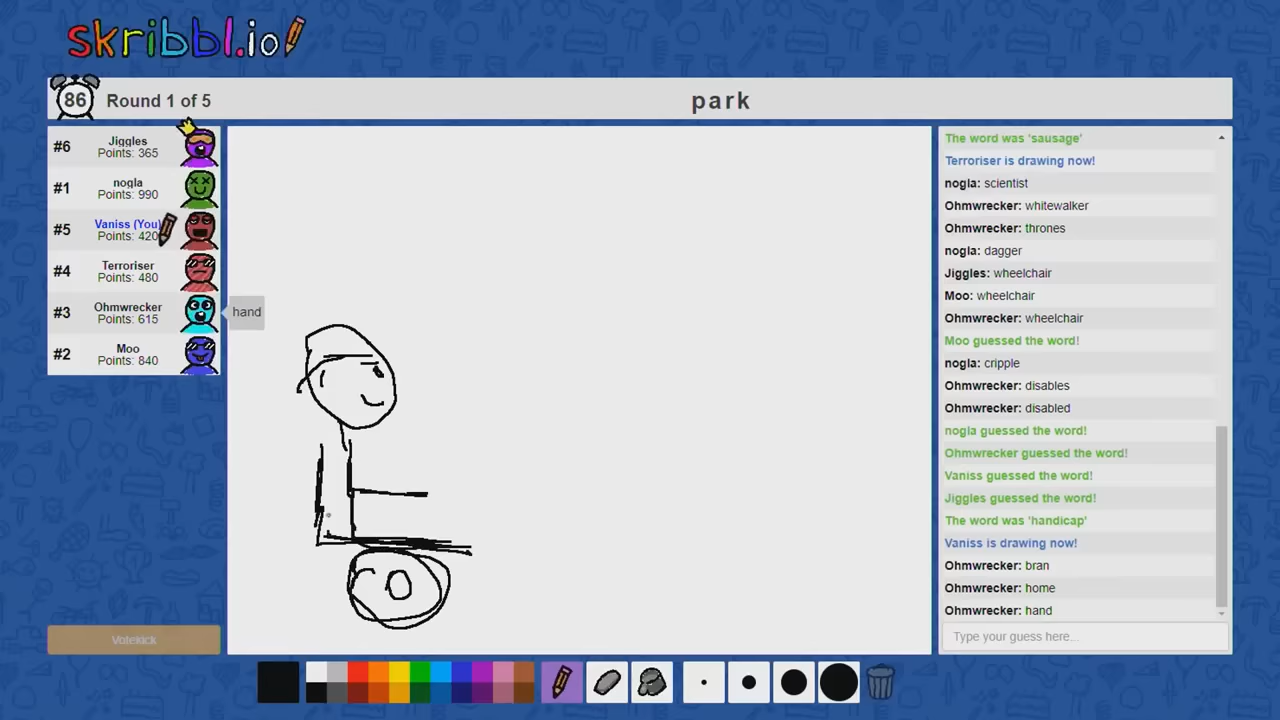 skribbl.io
86
Round 1 of 5
park
#6
Jiggles
Points: 365
#1
nogla
Points: 990
#5
Vaniss (You)
Points: 420
#4
Terroriser
Points: 480
#3
Ohmwrecker
Points: 615
hand
#2
Moo
Points: 840
Votekick
The word was 'sausage'
Terroriser is drawing now!
nogla: scientist
Ohmwrecker: whitewalker
Ohmwrecker: thrones
nogla: dagger
Jiggles: wheelchair
Moo: wheelchair
Ohmwrecker: wheelchair
Moo guessed the word!
nogla: cripple
Ohmwrecker: disables
Ohmwrecker: disabled
nogla guessed the word!
Ohmwrecker guessed the word!
Vaniss guessed the word!
Jiggles guessed the word!
The word was 'handicap'
Vaniss is drawing now!
Ohmwrecker: bran
Ohmwrecker: home
Ohmwrecker: hand
Type your guess here...